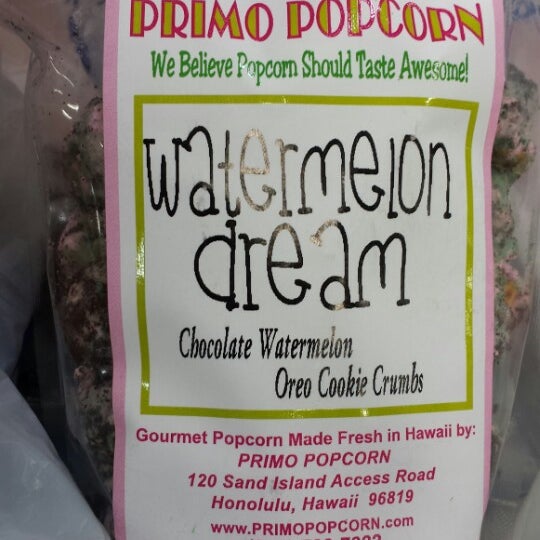 PRIMO POPCORN
We Believe Popcorn Should Taste Awesome!
watermelon
dream
Chocolate Watermelon
Oreo Cookie Crumbs
Gourmet Popcorn Made Fresh in Hawaii by:
PRIMO POPCORN
120 Sand Island Access Road
Honolulu, Hawaii 96819
www.PRIMOPOPCORN.com